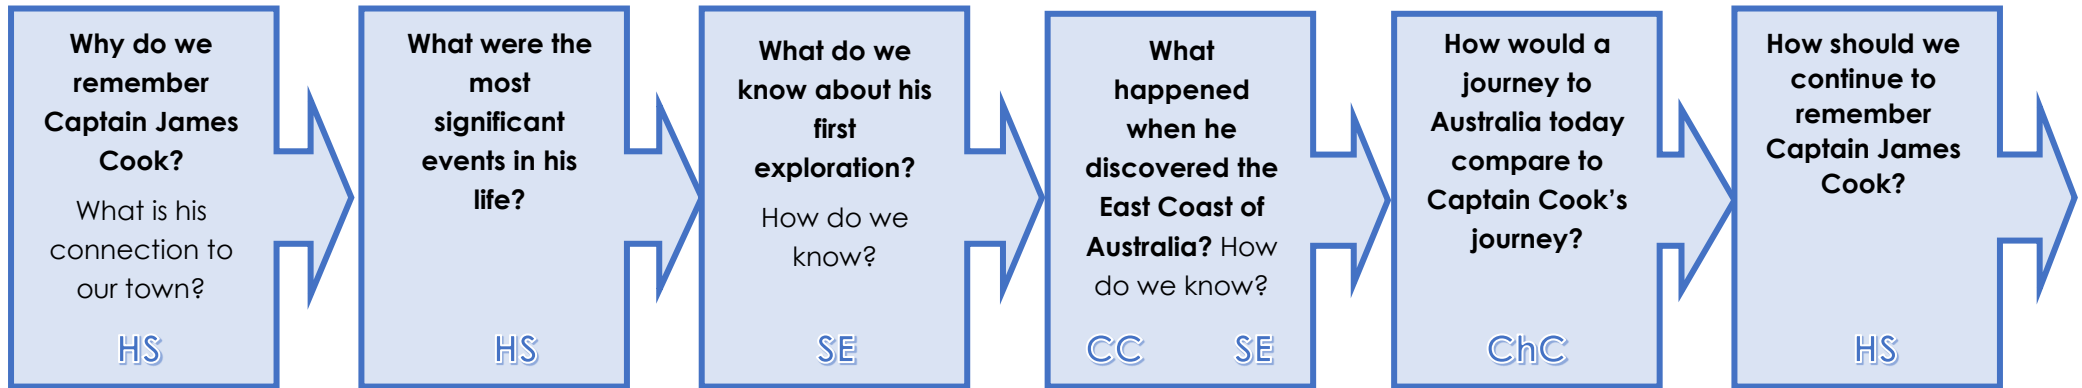 Why do we
remember
Captain James
Cook?
What is his
connection to
our town?
HS
What were the
most
significant
events in his
life?
HS
What do we
know about his
first
exploration?
How do we
know?
SE
What
happened
when he
discovered the
East Coast of
Australia? How
do we know?
CC SE
How would a
journey to
Australia today
compare to
Captain Cook’s
journey?
ChC
How should we
continue to
remember
Captain James
Cook?
HS